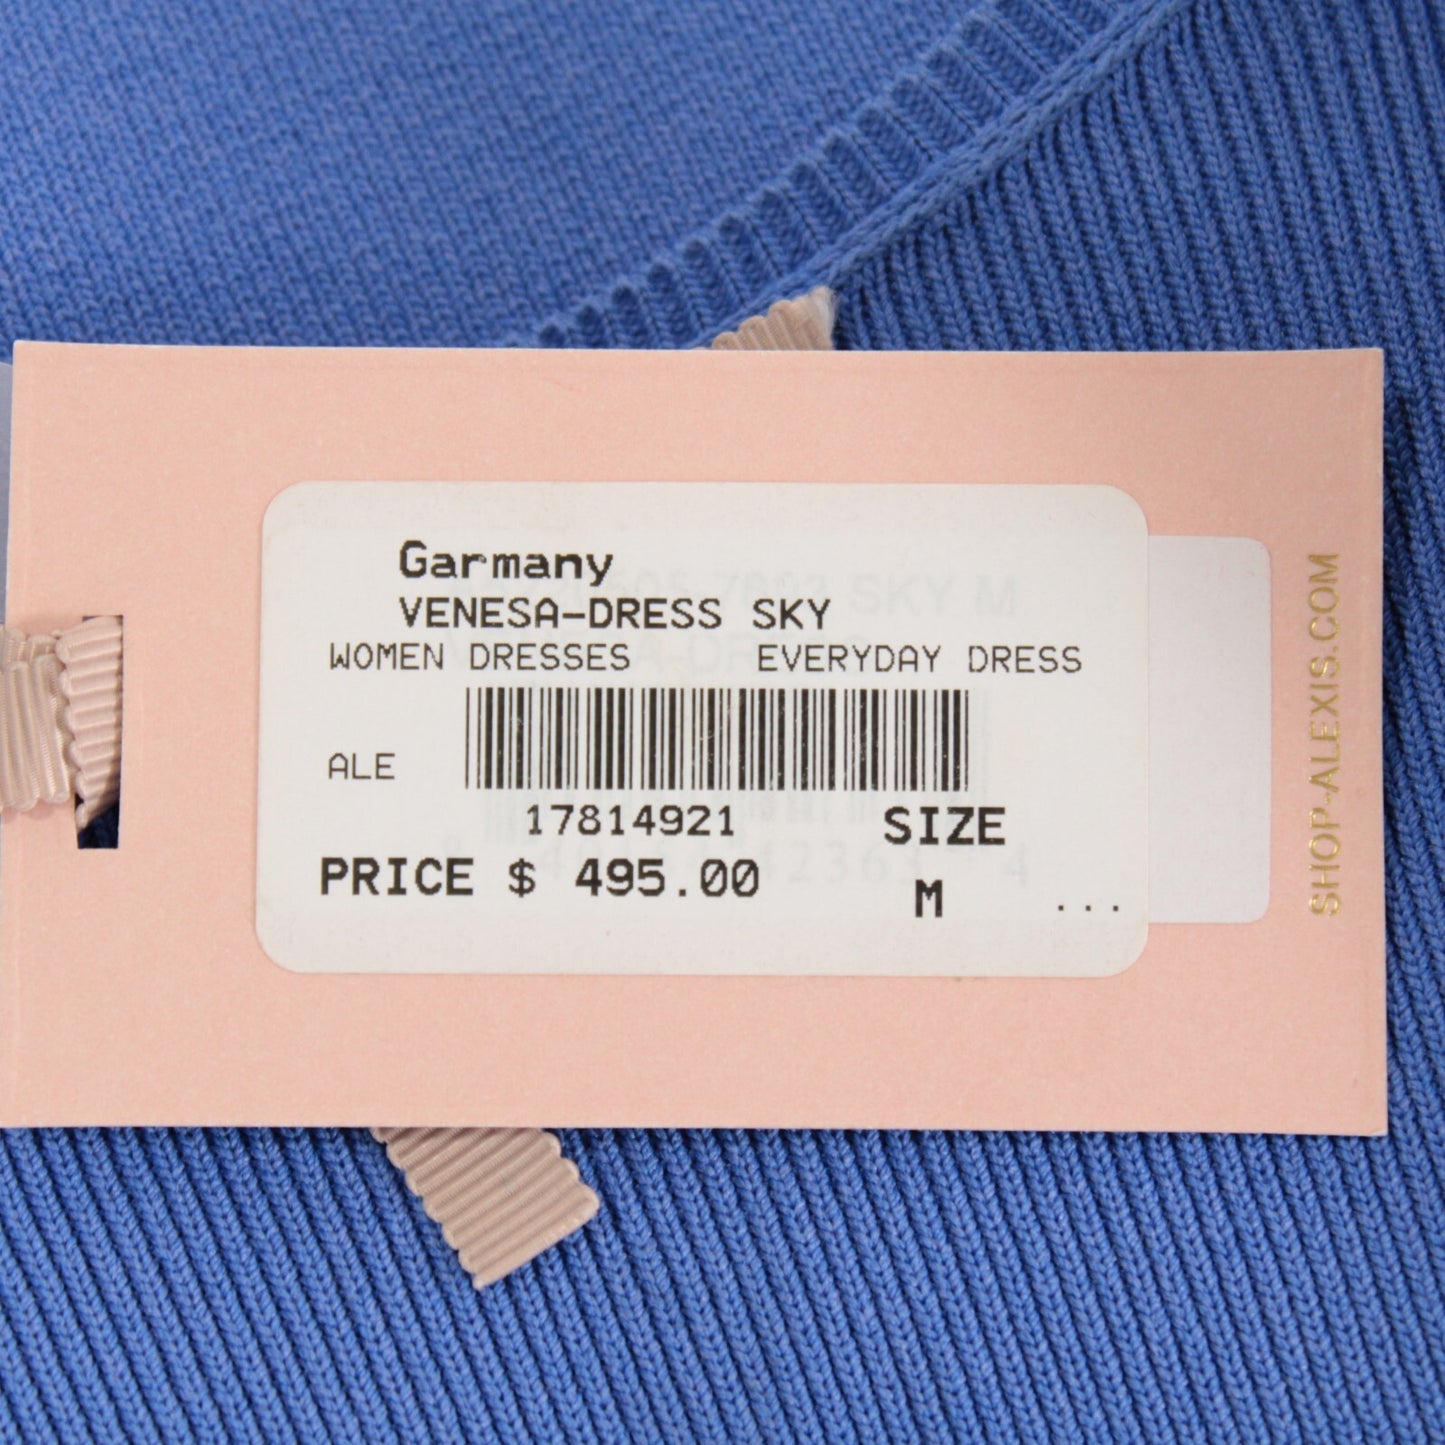 Garmany
VENESA-DRESS SKY
WOMEN DRESSES EVERYDAY DRESS
ALE
17814921
SIZE
PRICE $ 495.00
M ...
SHOP-ALEXIS.COM